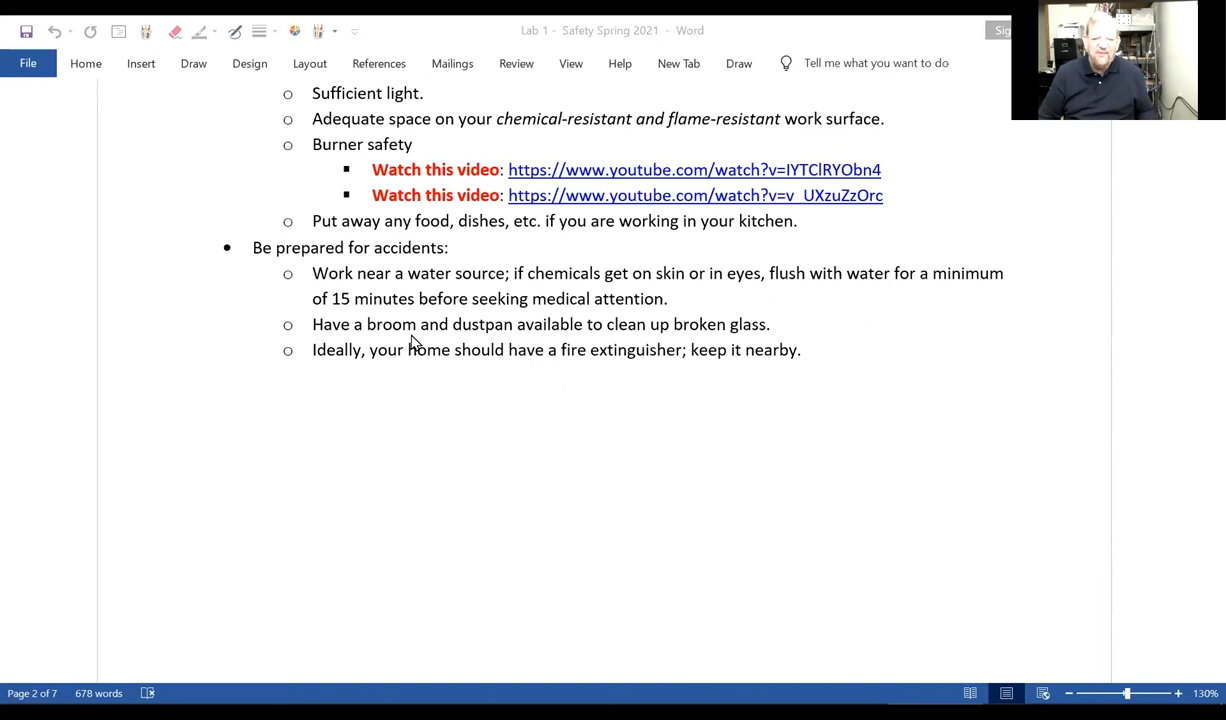 Lab 1 - Safety Spring 2021 - Word
File Home Insert Draw Design Layout References Mailings Review View Help New Tab Draw Tell me what you want to do
o Sufficient light.
o Adequate space on your chemical-resistant and flame-resistant work surface.
o Burner safety
▪ Watch this video: https://www.youtube.com/watch?v=IYTClRYObn4
▪ Watch this video: https://www.youtube.com/watch?v=v_UXzuZzOrc
o Put away any food, dishes, etc. if you are working in your kitchen.
• Be prepared for accidents:
o Work near a water source; if chemicals get on skin or in eyes, flush with water for a minimum
of 15 minutes before seeking medical attention.
o Have a broom and dustpan available to clean up broken glass.
o Ideally, your home should have a fire extinguisher; keep it nearby.
Page 2 of 7 678 words 130%